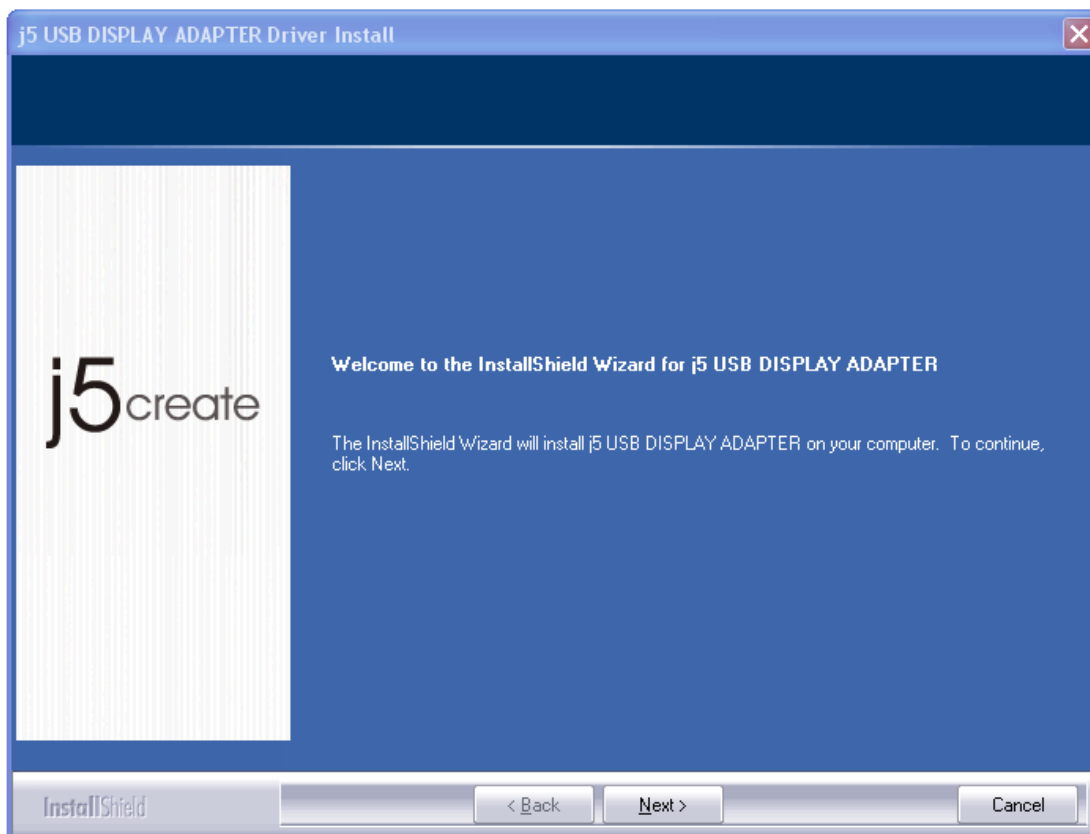 j5 USB DISPLAY ADAPTER Driver Install
j5create
Welcome to the InstallShield Wizard for j5 USB DISPLAY ADAPTER
The InstallShield Wizard will install j5 USB DISPLAY ADAPTER on your computer.  To continue,
click Next.
InstallShield
< Back
Next >
Cancel